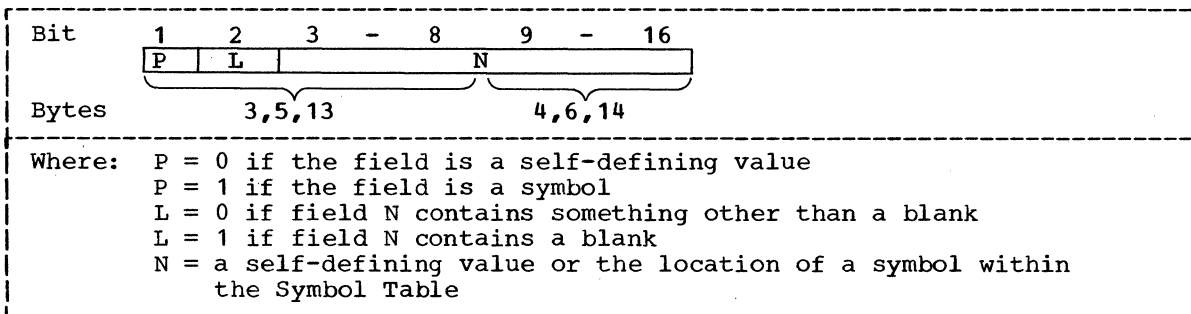 Bit 1 2 3 - 8 9 - 16
P L N
Bytes 3,5,13 4,6,14
Where: P = 0 if the field is a self-defining value
P = 1 if the field is a symbol
L = 0 if field N contains something other than a blank
L = 1 if field N contains a blank
N = a self-defining value or the location of a symbol within
the Symbol Table